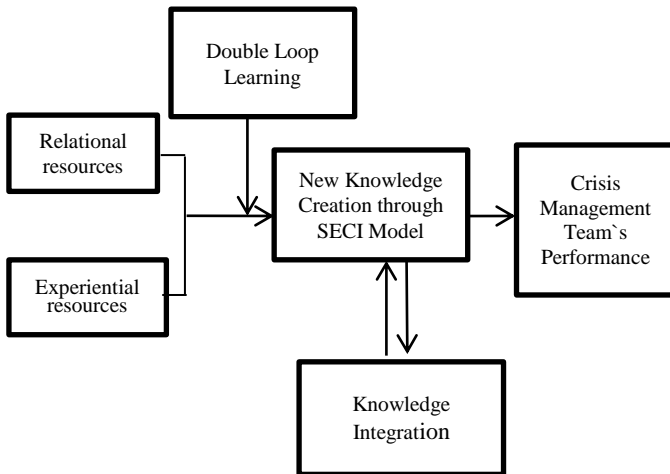 Double Loop
Learning
Relational
resources
New Knowledge
Creation through
SECI Model
Crisis
Management
Team`s
Performance
Experiential
resources
Knowledge
Integration